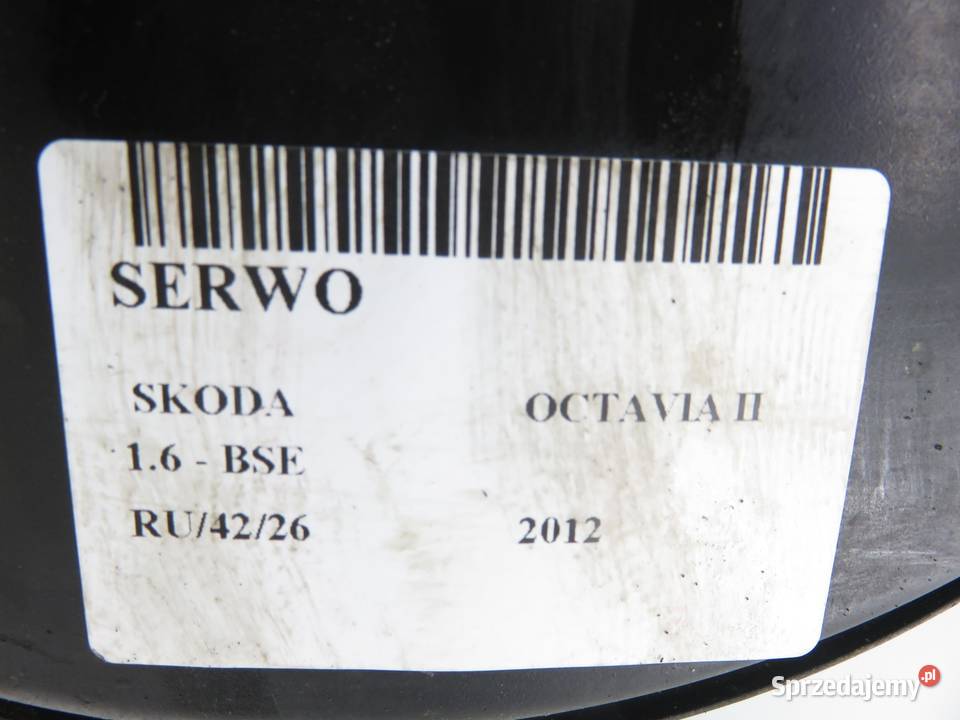 SERWO
SKODA OCTAVIA II
1.6 - BSE
RU/42/26 2012
Sprzedajemy.pl